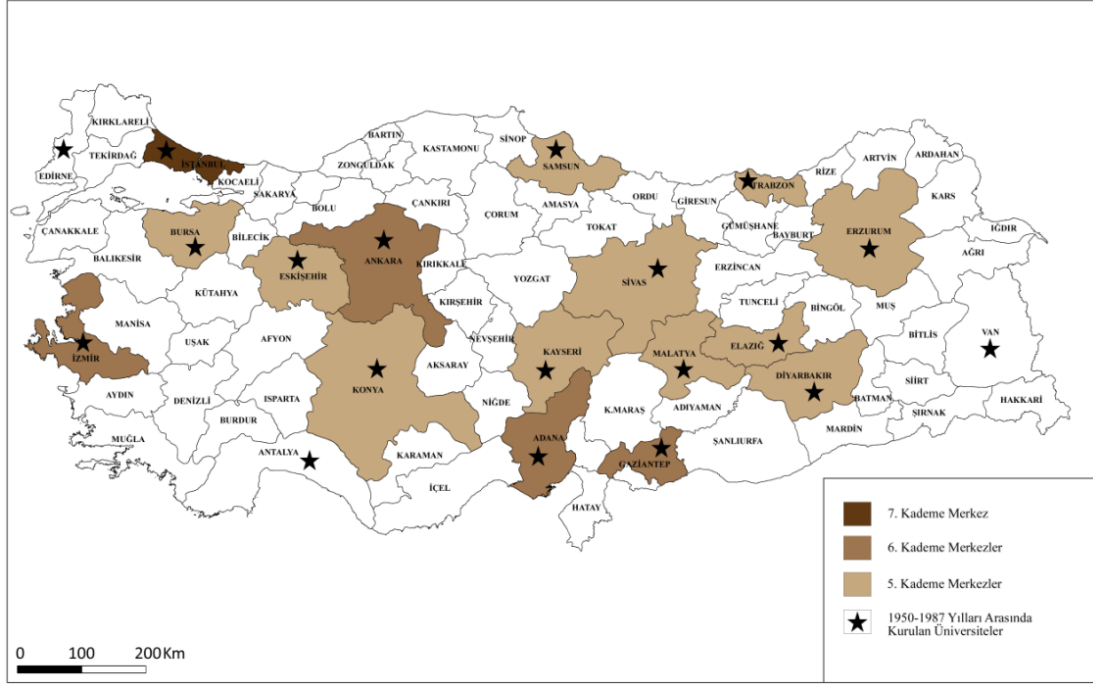 KIRKLARELİ
TEKİRDAĞ
EDİRNE
İSTANBUL
KOCAELİ
SAKARYA
BARTIN
ZONGULDAK
BOLU
KASTAMONU
ÇANKIRI
SİNOP
SAMSUN
ÇORUM
AMASYA
TOKAT
ORDU
GİRESUN
TRABZON
GÜMÜŞHANE
BAYBURT
RİZE
ARTVİN
ARDAHAN
KARS
IĞDIR
ERZURUM
AĞRI
ÇANAKKALE
BALIKESİR
BURSA
BİLECİK
ESKİŞEHİR
ANKARA
KIRIKKALE
KIRŞEHİR
YOZGAT
SİVAS
ERZİNCAN
TUNCELİ
BİNGÖL
MUŞ
BİTLİS
VAN
KÜTAHYA
MANİSA
İZMİR
UŞAK
AFYON
KONYA
AKSARAY
NEVŞEHİR
KAYSERİ
MALATYA
ELAZIĞ
DİYARBAKIR
BATMAN
SİİRT
ŞIRNAK
HAKKARİ
AYDIN
DENİZLİ
ISPARTA
BURDUR
NİĞDE
K.MARAŞ
ADIYAMAN
ŞANLIURFA
MARDİN
MUĞLA
ANTALYA
KARAMAN
İÇEL
ADANA
GAZİANTEP
HATAY
7. Kademe Merkez
6. Kademe Merkezler
5. Kademe Merkezler
1950-1987 Yılları Arasında
Kurulan Üniversiteler
0 100 200 Km